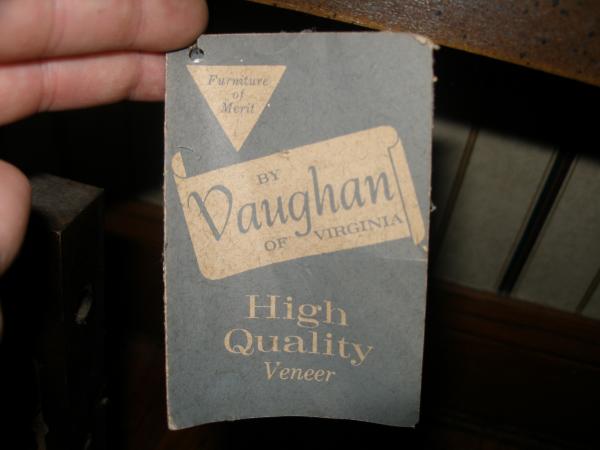 Furniture
of
Merit
BY
Vaughan
OF VIRGINIA
High
Quality
Veneer